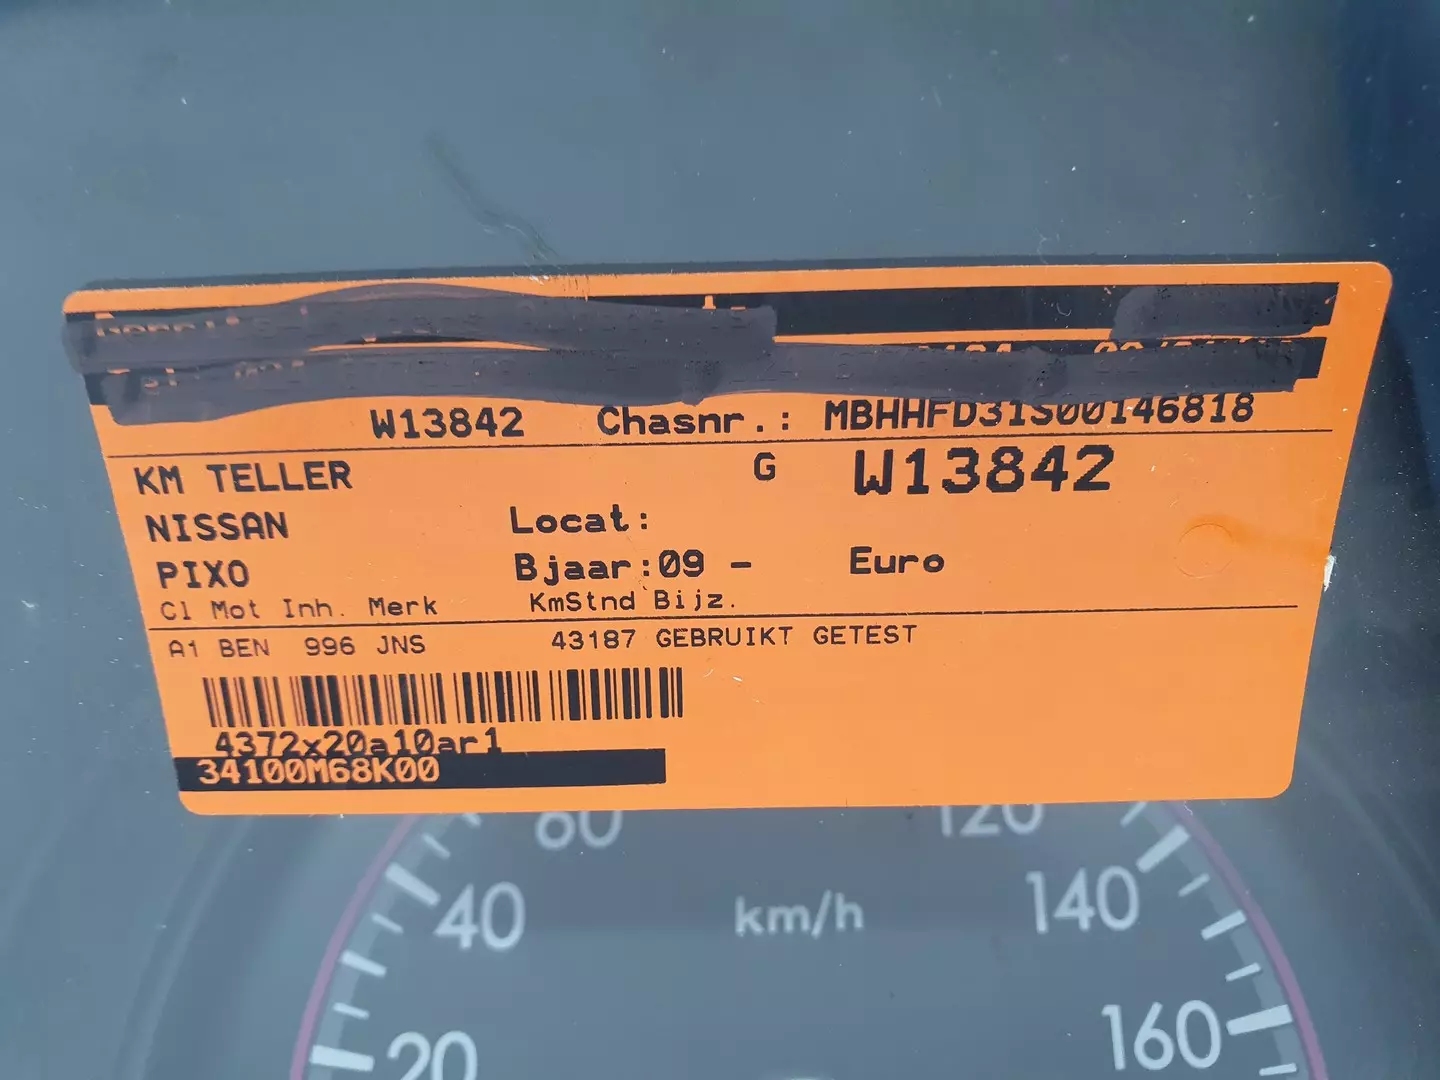 W13842 Chasnr.: MBHHFD31S00146818
KM TELLER G W13842
NISSAN Locat:
PIXO Bjaar:09 - Euro
Cl Mot Inh. Merk KmStnd Bijz.
A1 BEN 996 JNS 43187 GEBRUIKT GETEST
4372x20a10ar1
34100M68K00
60 120
40 km/h 140
20 160